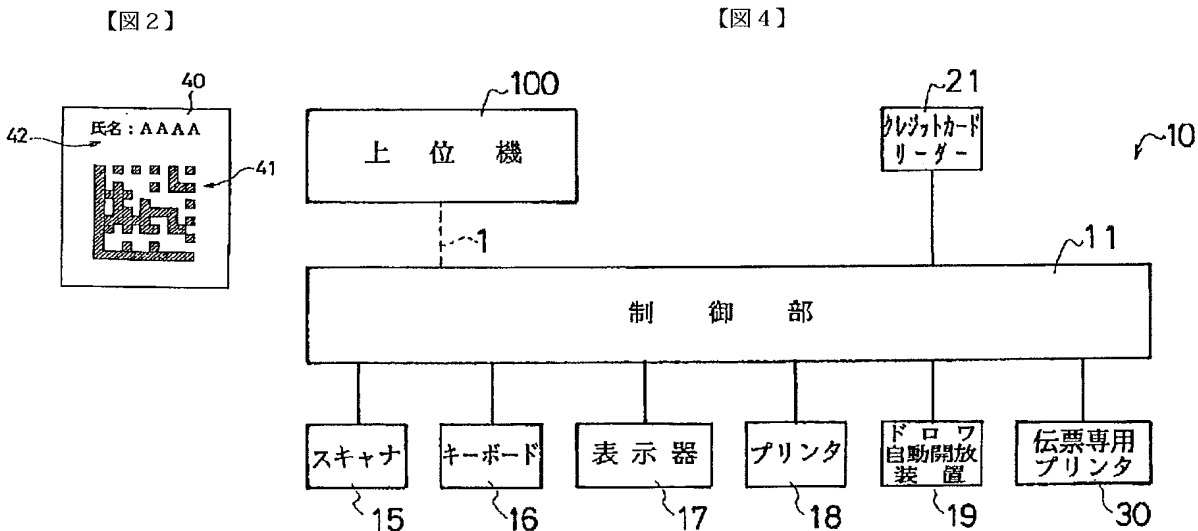 【図2】
【図4】
40
氏名：AAAA
42
41
100
上位機
21
クレジットカード
リーダー
10
1
11
制御部
スキャナ
15
キーボード
16
表示器
17
プリンタ
18
ドロワ
自動開放
装置
19
伝票専用
プリンタ
30